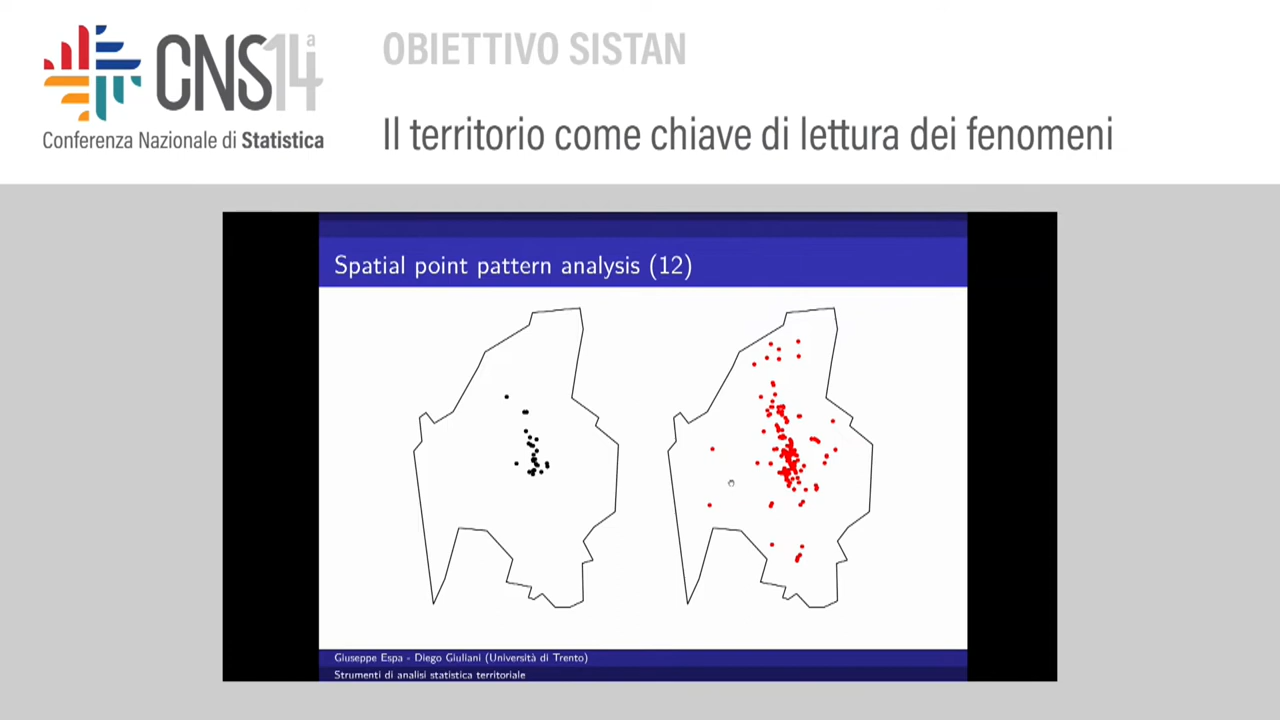 CNS14ª
Conferenza Nazionale di Statistica
OBIETTIVO SISTAN
Il territorio come chiave di lettura dei fenomeni
Spatial point pattern analysis (12)
Giuseppe Espa - Diego Giuliani (Università di Trento)
Strumenti di analisi statistica territoriale